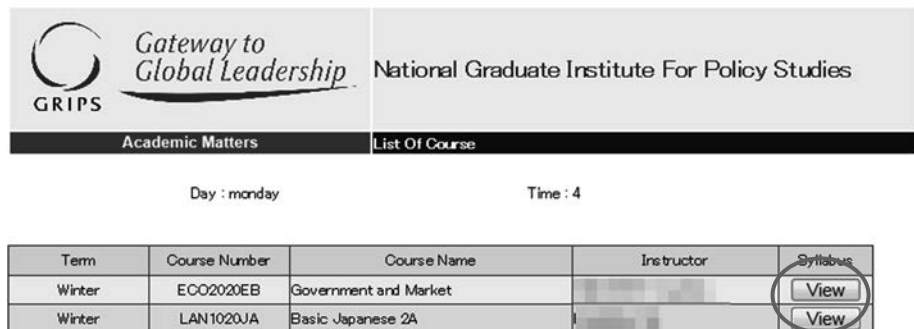 Gateway to
Global Leadership
GRIPS
National Graduate Institute For Policy Studies
Academic Matters List Of Course
Day : monday Time : 4
Term Course Number Course Name Instructor Syllabus
Winter ECO2020EB Government and Market View
Winter LAN1020JA Basic Japanese 2A View